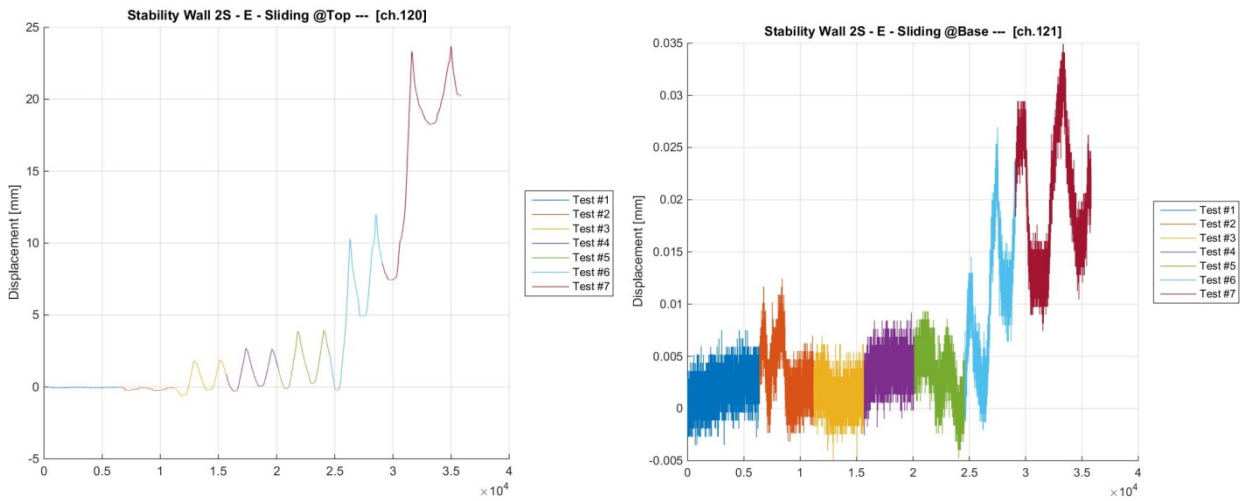 Stability Wall 2S - E - Sliding @Top --- [ch.120]
25
20
15
10
5
0
-5
Displacement [mm]
0
0.5
1
1.5
2
2.5
3
3.5
4
×10⁴
Test #1
Test #2
Test #3
Test #4
Test #5
Test #6
Test #7
Stability Wall 2S - E - Sliding @Base --- [ch.121]
0.035
0.03
0.025
0.02
0.015
0.01
0.005
0
-0.005
Displacement [mm]
0
0.5
1
1.5
2
2.5
3
3.5
4
×10⁴
Test #1
Test #2
Test #3
Test #4
Test #5
Test #6
Test #7